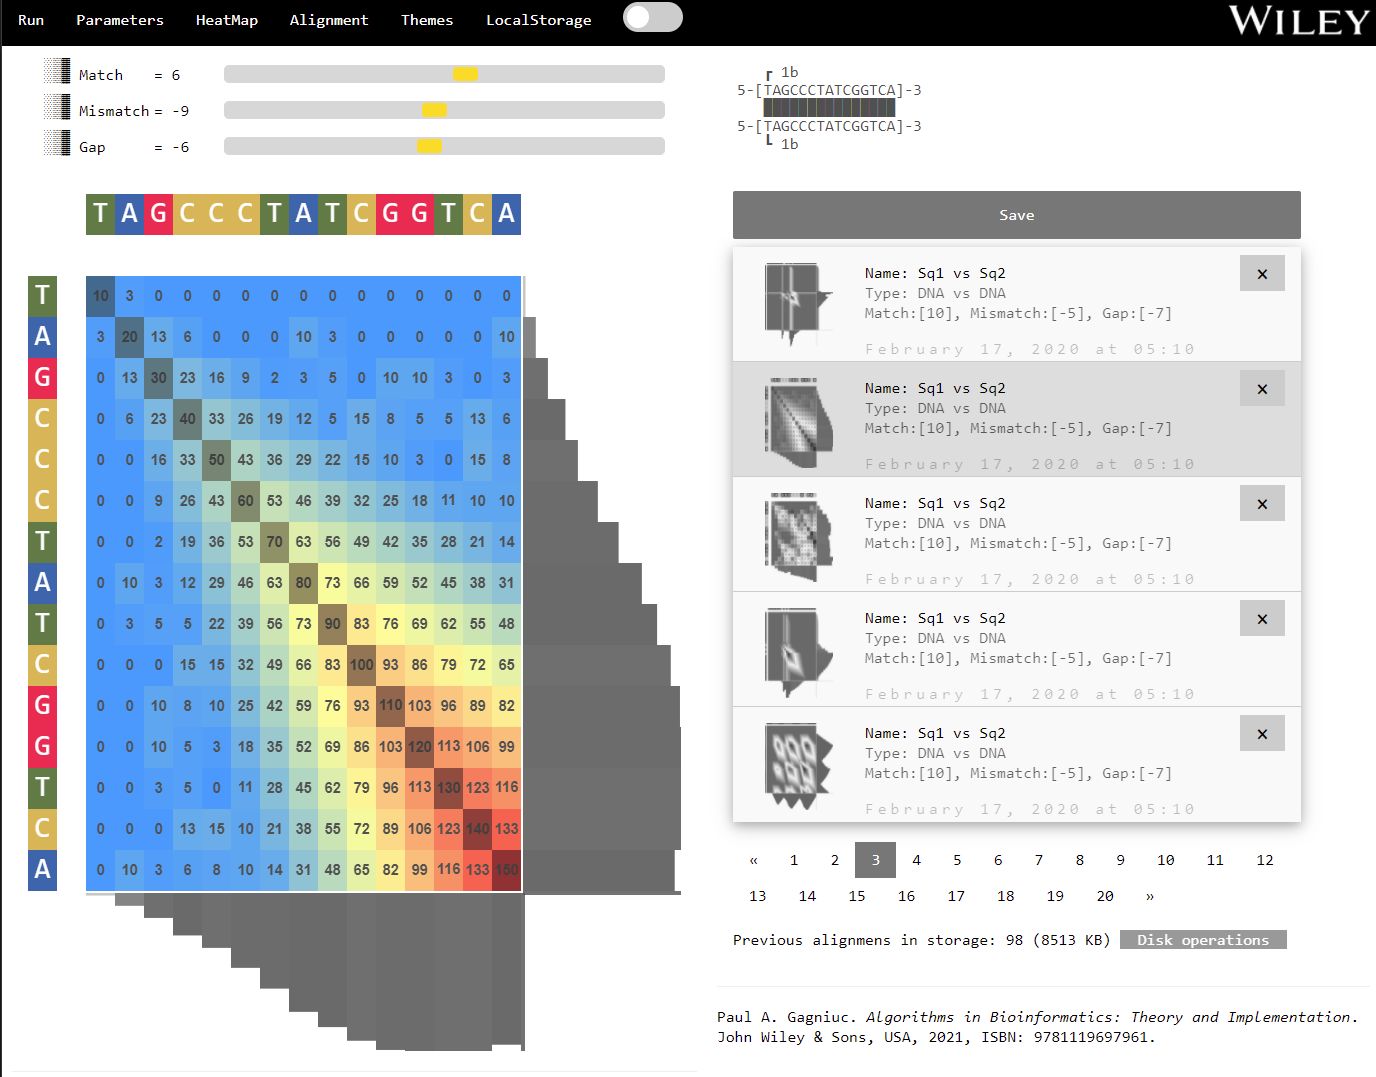 Run Parameters HeatMap Alignment Themes LocalStorage WILEY
Match = 6
Mismatch = -9
Gap = -6
T A G C C C T A T C G G T C A
T 10 3 0 0 0 0 0 0 0 0 0 0 0 0 0
A 3 20 13 6 0 0 0 10 3 0 0 0 0 0 10
G 0 13 30 23 16 9 2 3 5 0 10 10 3 0 3
C 0 6 23 40 33 26 19 12 5 15 8 5 5 13 6
C 0 0 16 33 50 43 36 29 22 15 10 3 0 15 8
C 0 0 9 26 43 60 53 46 39 32 25 18 11 10 10
T 0 0 2 19 36 53 70 63 56 49 42 35 28 21 14
A 0 10 3 12 29 46 63 80 73 66 59 52 45 38 31
T 0 3 5 5 22 39 56 73 90 83 76 69 62 55 48
C 0 0 0 15 15 32 49 66 83 100 93 86 79 72 65
G 0 0 10 8 10 25 42 59 76 93 110 103 96 89 82
G 0 0 10 5 3 18 35 52 69 86 103 120 113 106 99
T 0 0 3 5 0 11 28 45 62 79 96 113 130 123 116
C 0 0 0 13 15 10 21 38 55 72 89 106 123 140 133
A 0 10 3 6 8 10 14 31 48 65 82 99 116 133 150
┌ 1b
5-[TAGCCCTATCGGTCA]-3
5-[TAGCCCTATCGGTCA]-3
└ 1b
Save
Name: Sq1 vs Sq2 ×
Type: DNA vs DNA
Match:[10], Mismatch:[-5], Gap:[-7]
February 17, 2020 at 05:10
Name: Sq1 vs Sq2 ×
Type: DNA vs DNA
Match:[10], Mismatch:[-5], Gap:[-7]
February 17, 2020 at 05:10
Name: Sq1 vs Sq2 ×
Type: DNA vs DNA
Match:[10], Mismatch:[-5], Gap:[-7]
February 17, 2020 at 05:10
Name: Sq1 vs Sq2 ×
Type: DNA vs DNA
Match:[10], Mismatch:[-5], Gap:[-7]
February 17, 2020 at 05:10
Name: Sq1 vs Sq2 ×
Type: DNA vs DNA
Match:[10], Mismatch:[-5], Gap:[-7]
February 17, 2020 at 05:10
« 1 2 3 4 5 6 7 8 9 10 11 12
13 14 15 16 17 18 19 20 »
Previous alignmens in storage: 98 (8513 KB) Disk operations
Paul A. Gagniuc. Algorithms in Bioinformatics: Theory and Implementation.
John Wiley & Sons, USA, 2021, ISBN: 9781119697961.